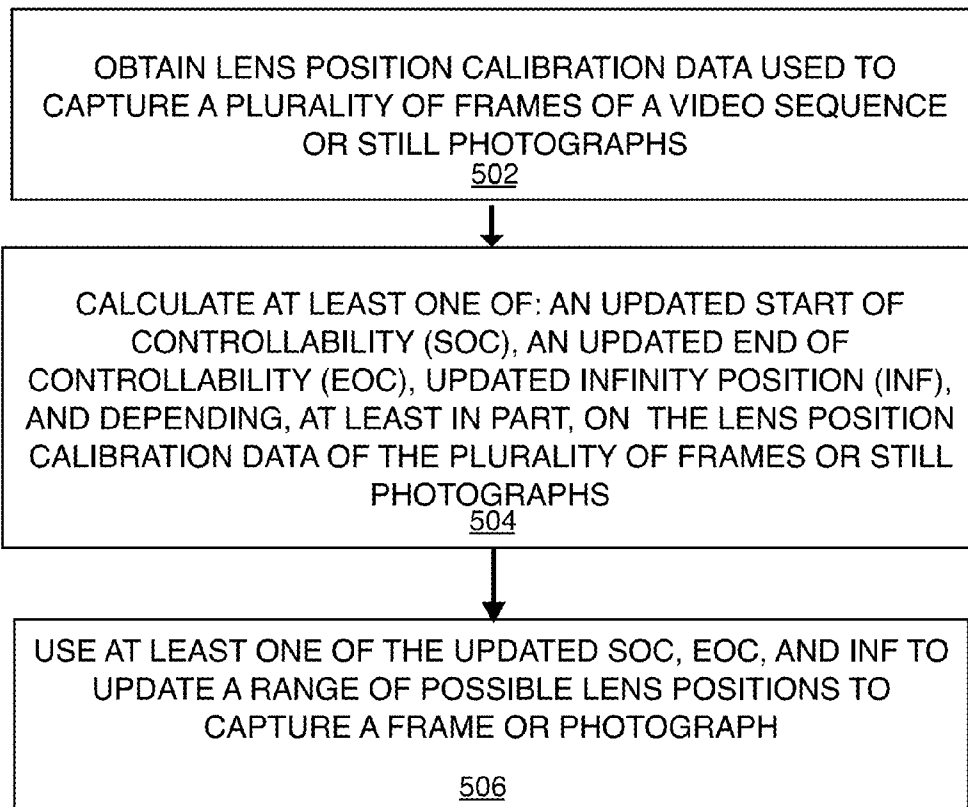 OBTAIN LENS POSITION CALIBRATION DATA USED TO
CAPTURE A PLURALITY OF FRAMES OF A VIDEO SEQUENCE
OR STILL PHOTOGRAPHS
502
CALCULATE AT LEAST ONE OF: AN UPDATED START OF
CONTROLLABILITY (SOC), AN UPDATED END OF
CONTROLLABILITY (EOC), UPDATED INFINITY POSITION (INF),
AND DEPENDING, AT LEAST IN PART, ON THE LENS POSITION
CALIBRATION DATA OF THE PLURALITY OF FRAMES OR STILL
PHOTOGRAPHS
504
USE AT LEAST ONE OF THE UPDATED SOC, EOC, AND INF TO
UPDATE A RANGE OF POSSIBLE LENS POSITIONS TO
CAPTURE A FRAME OR PHOTOGRAPH
506